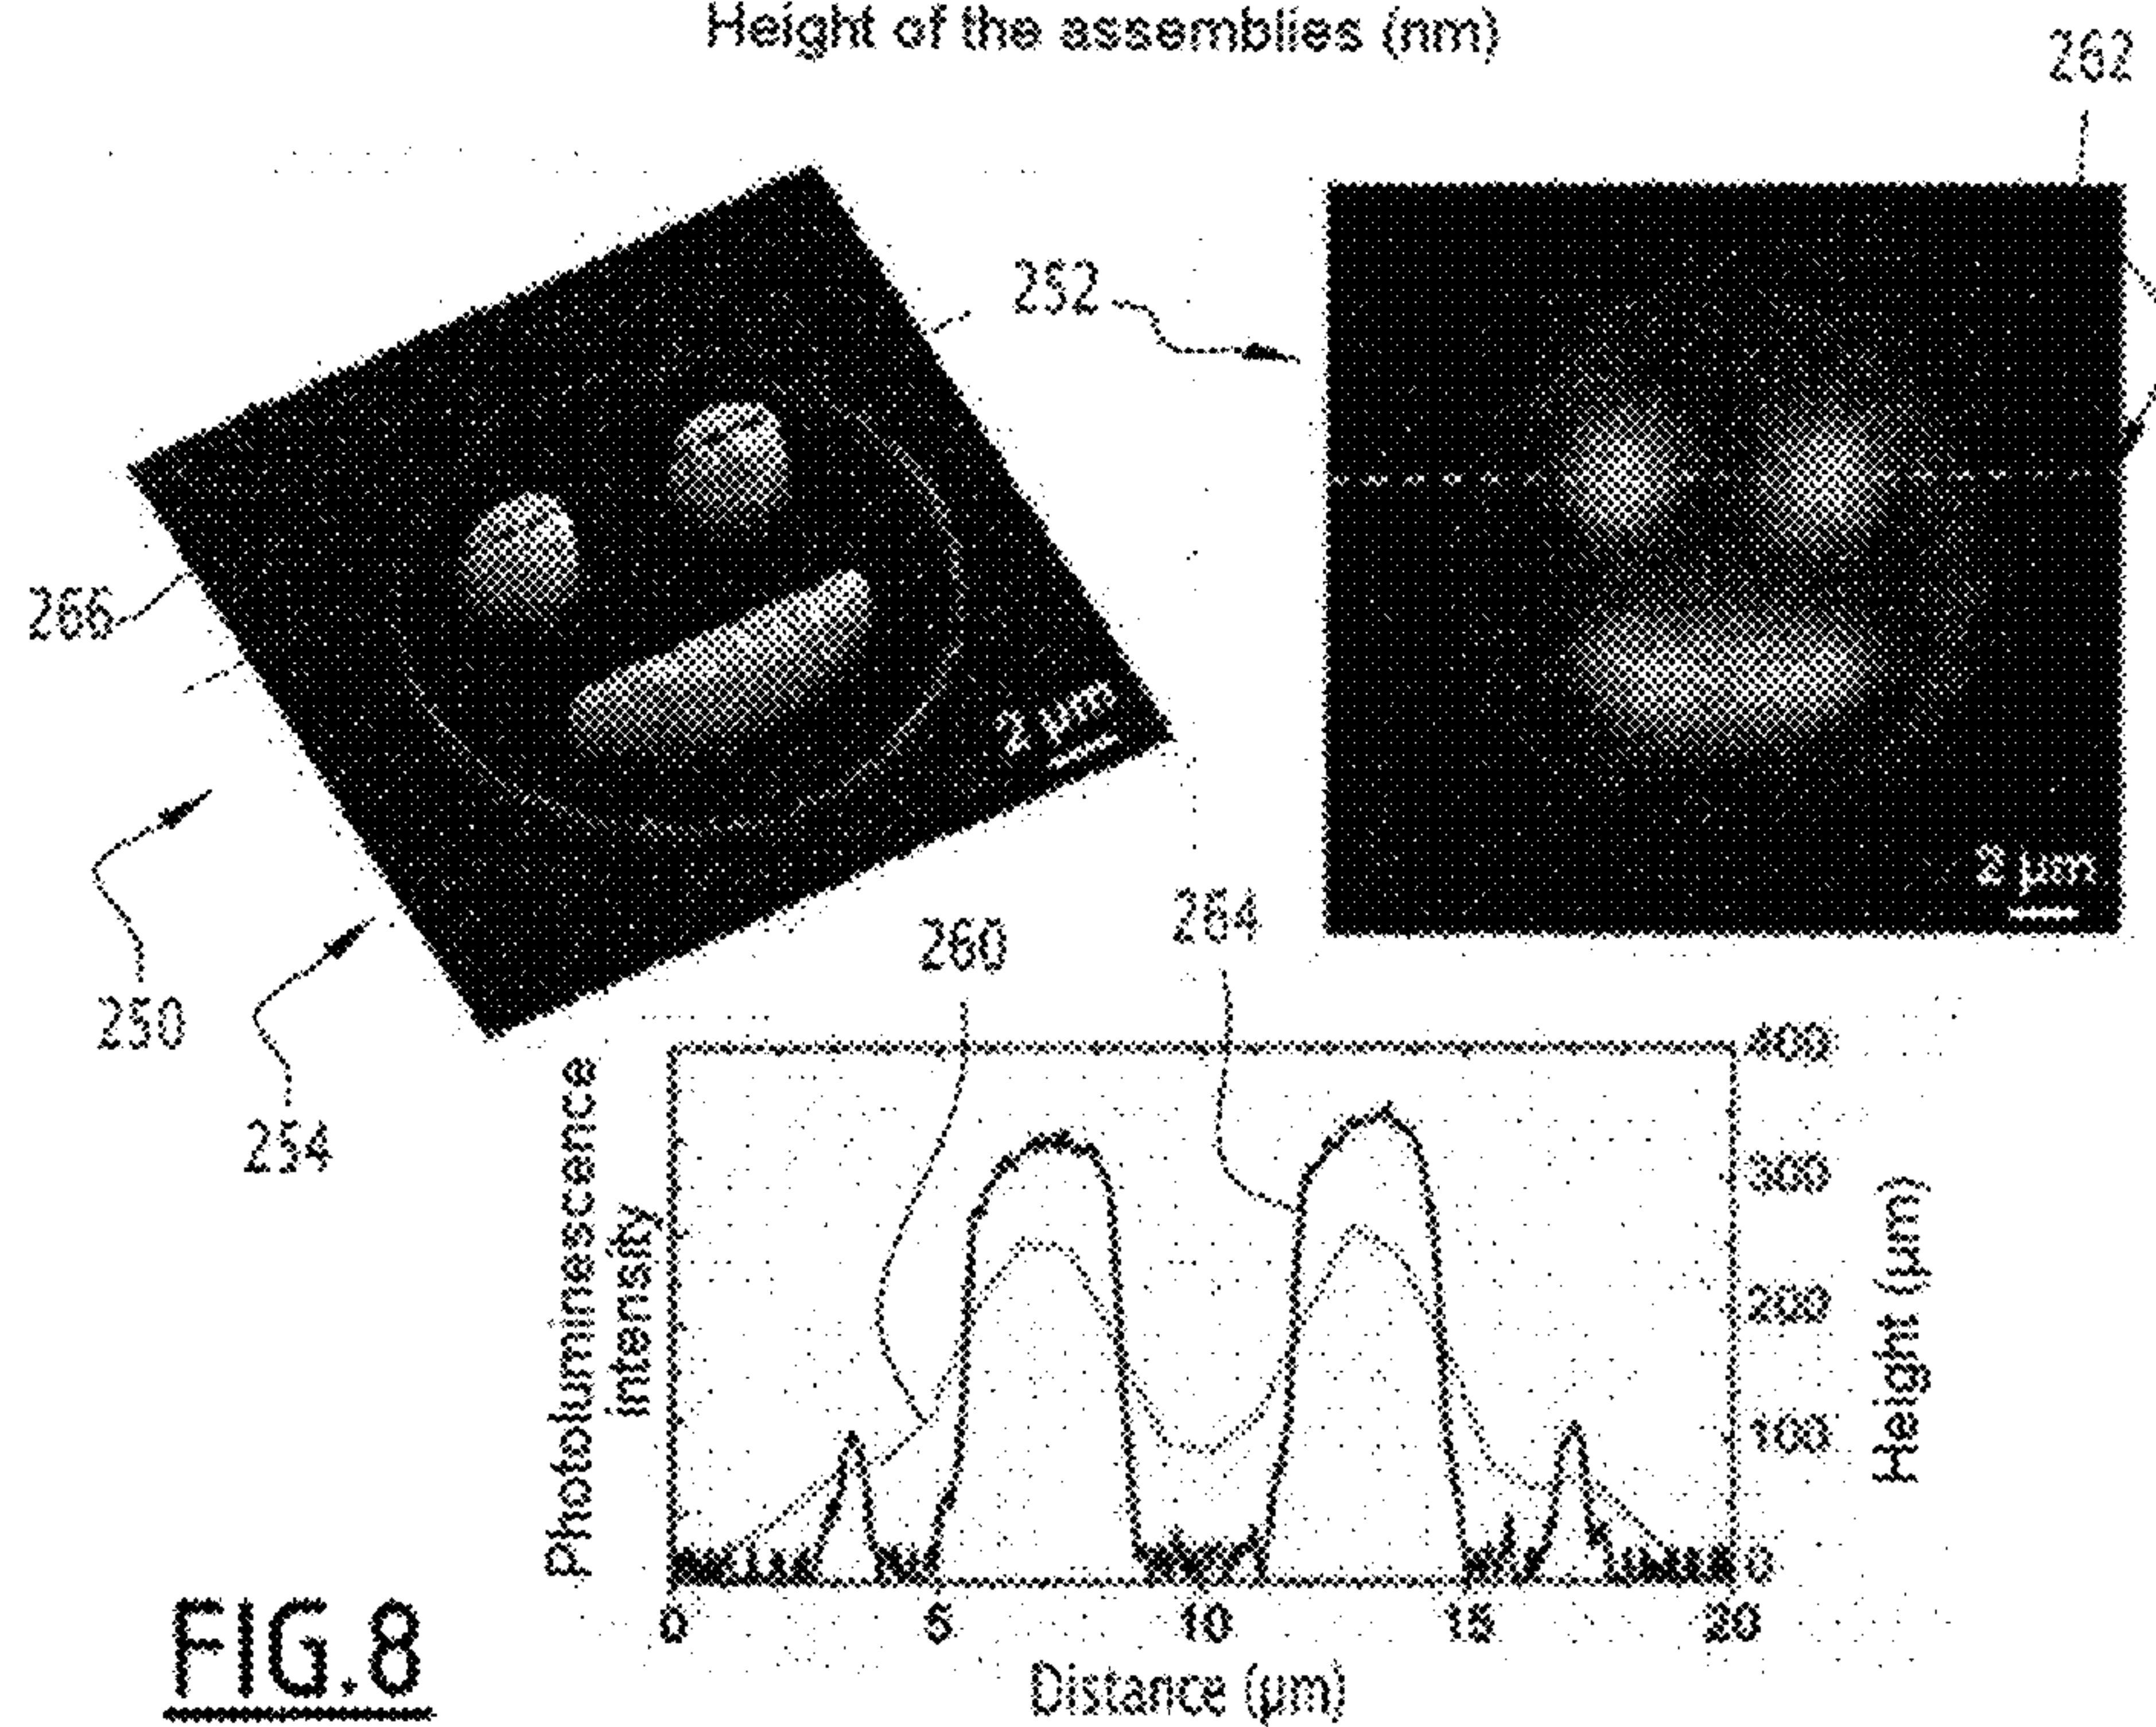 Height of the assemblies (nm)
262
252
266
2 μm
2 μm
250
254
260
264
Photoluminescence
intensity
400
300
200
100
0
Height (μm)
0
5
10
15
20
Distance (μm)
FIG.8